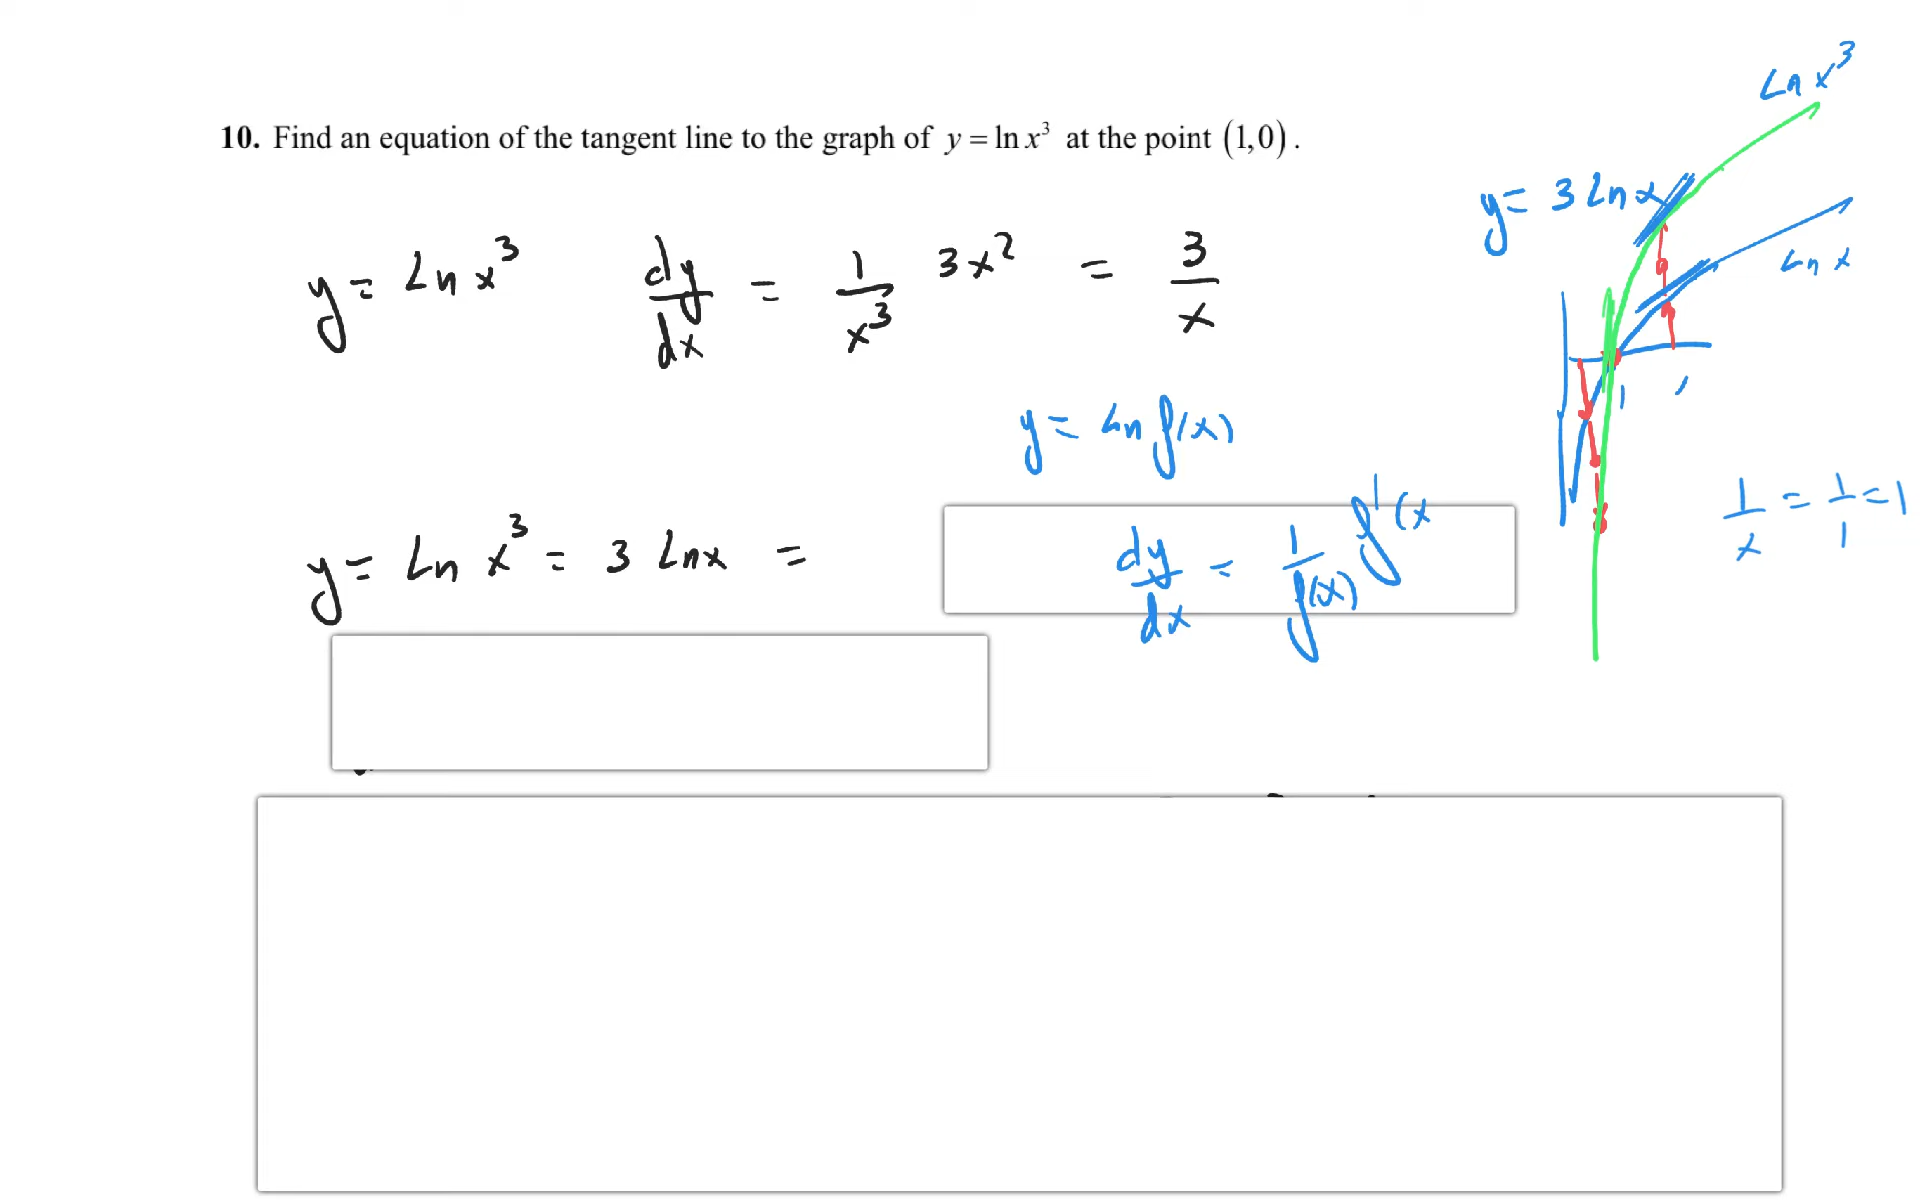 10. Find an equation of the tangent line to the graph of y = ln x³ at the point (1,0).
y = Ln x³ dy/dx = 1/x³ 3x² = 3/x
y = Ln f(x)
y = Ln x³ = 3 Lnx =
dy/dx = 1/f(x) f'(x
Ln x³
y = 3 Ln x
Ln x
1
1/x = 1/1 = 1